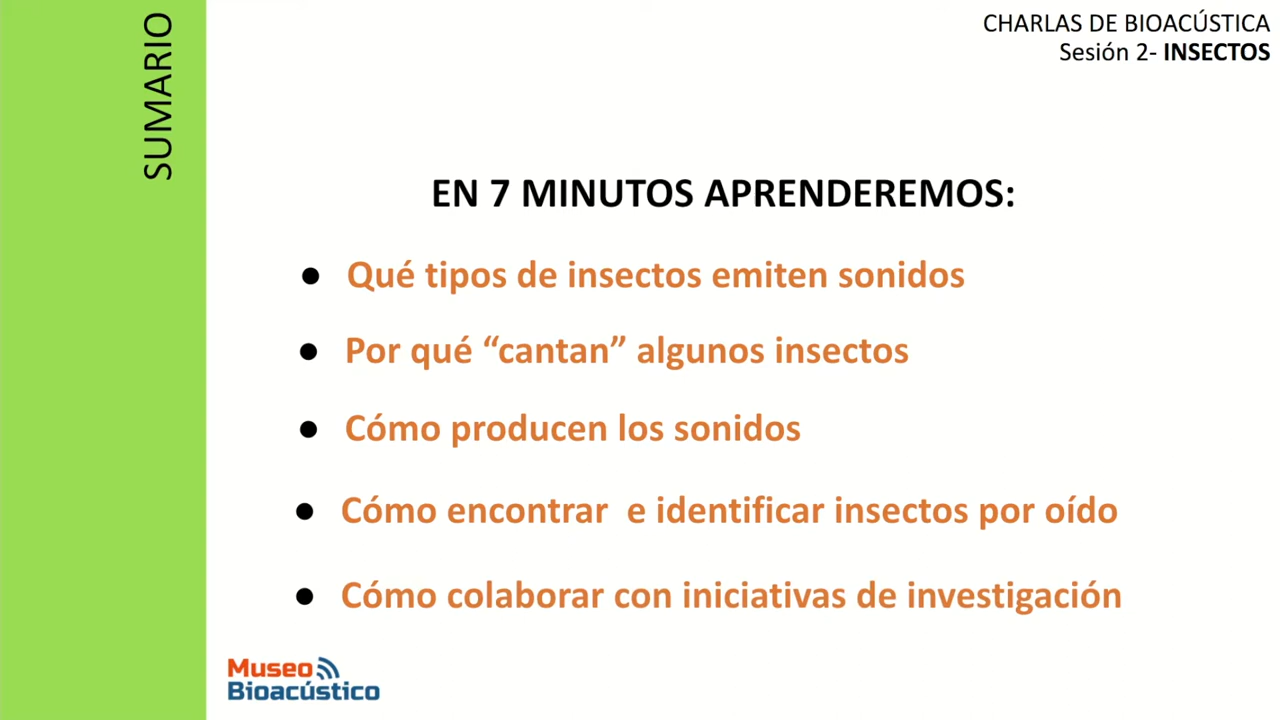 SUMARIO
CHARLAS DE BIOACÚSTICA
Sesión 2- INSECTOS
EN 7 MINUTOS APRENDEREMOS:
● Qué tipos de insectos emiten sonidos
● Por qué “cantan” algunos insectos
● Cómo producen los sonidos
● Cómo encontrar e identificar insectos por oído
● Cómo colaborar con iniciativas de investigación
Museo
Bioacústico